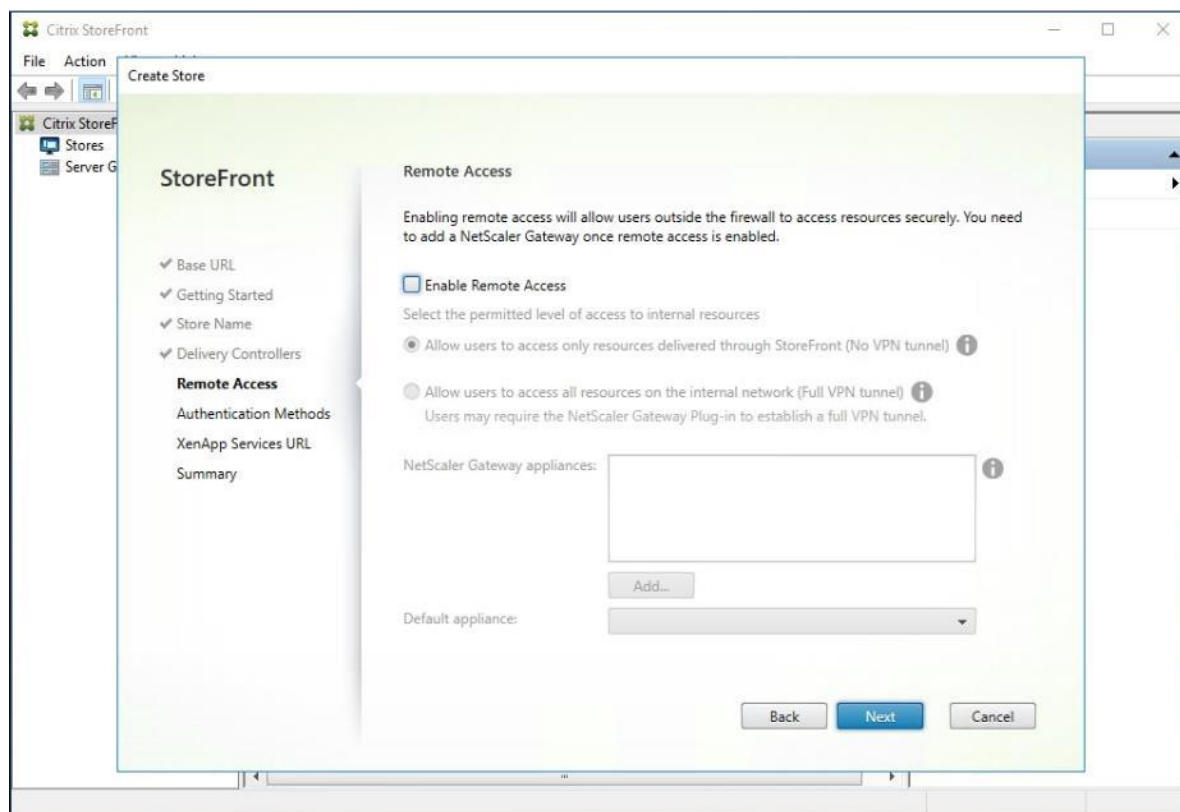 Citrix StoreFront
File Action
Create Store
Citrix StoreF
Stores
Server G
StoreFront
Base URL
Getting Started
Store Name
Delivery Controllers
Remote Access
Authentication Methods
XenApp Services URL
Summary
Remote Access
Enabling remote access will allow users outside the firewall to access resources securely. You need
to add a NetScaler Gateway once remote access is enabled.
Enable Remote Access
Select the permitted level of access to internal resources
Allow users to access only resources delivered through StoreFront (No VPN tunnel)
Allow users to access all resources on the internal network (Full VPN tunnel)
Users may require the NetScaler Gateway Plug-in to establish a full VPN tunnel.
NetScaler Gateway appliances:
Add...
Default appliance:
Back Next Cancel